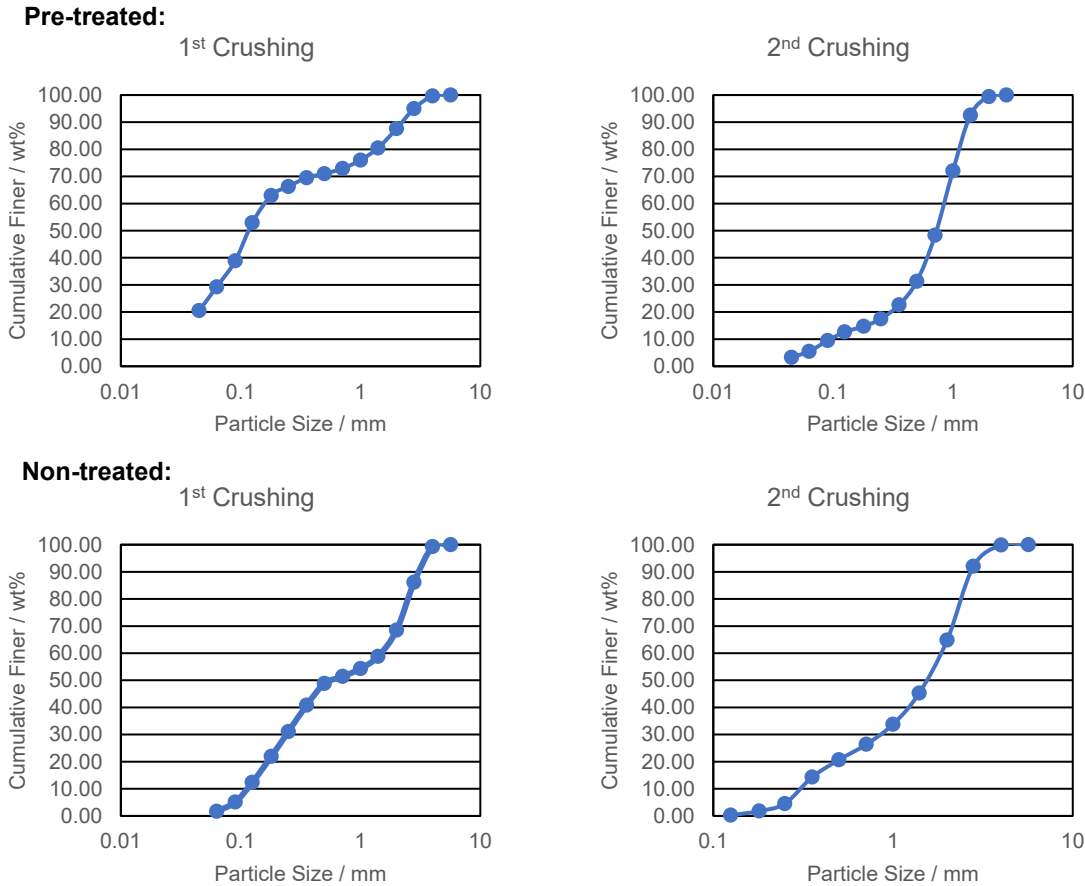 Pre-treated:
1st Crushing
100.00
90.00
80.00
70.00
60.00
50.00
40.00
30.00
20.00
10.00
0.00
Cumulative Finer / wt%
0.01 0.1 1 10
Particle Size / mm
2nd Crushing
100.00
90.00
80.00
70.00
60.00
50.00
40.00
30.00
20.00
10.00
0.00
Cumulative Finer / wt%
0.01 0.1 1 10
Particle Size / mm
Non-treated:
1st Crushing
100.00
90.00
80.00
70.00
60.00
50.00
40.00
30.00
20.00
10.00
0.00
Cumulative Finer / wt%
0.01 0.1 1 10
Particle Size / mm
2nd Crushing
100.00
90.00
80.00
70.00
60.00
50.00
40.00
30.00
20.00
10.00
0.00
Cumulative Finer / wt%
0.1 1 10
Particle Size / mm